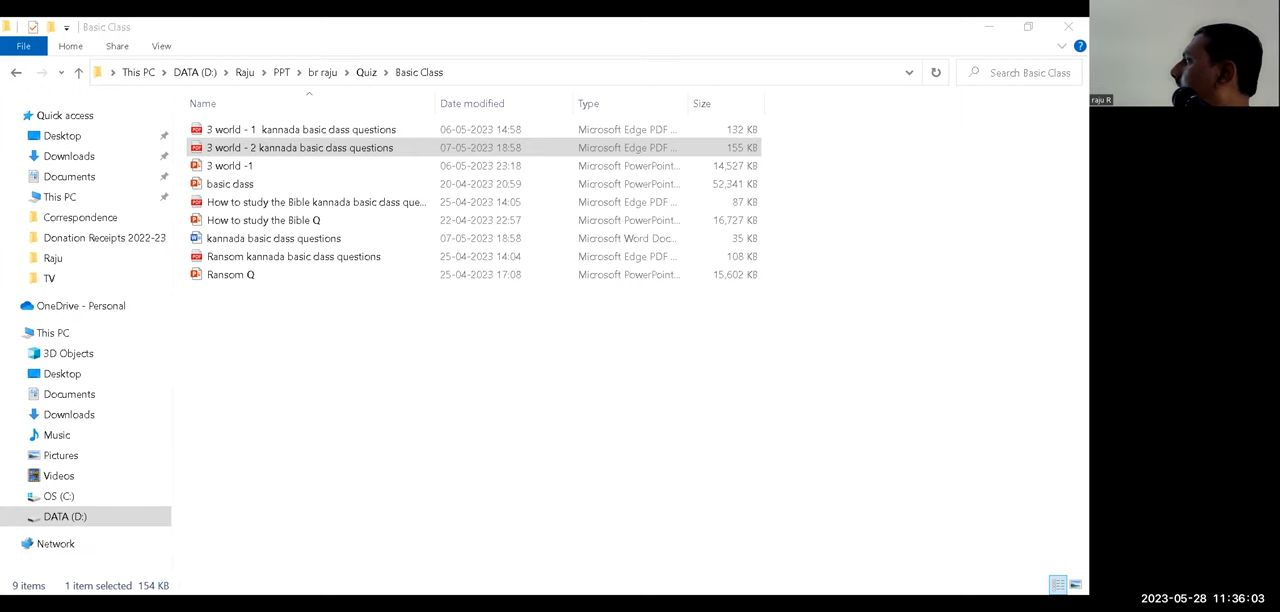 Basic Class
File Home Share View
This PC DATA (D:) Raju PPT br raju Quiz Basic Class Search Basic Class
Name Date modified Type Size
3 world - 1 kannada basic class questions 06-05-2023 14:58 Microsoft Edge PDF ... 132 KB
3 world - 2 kannada basic class questions 07-05-2023 18:58 Microsoft Edge PDF ... 155 KB
3 world -1 06-05-2023 23:18 Microsoft PowerPoint... 14,527 KB
basic class 20-04-2023 20:59 Microsoft PowerPoint... 52,341 KB
How to study the Bible kannada basic class que... 25-04-2023 14:05 Microsoft Edge PDF ... 87 KB
How to study the Bible Q 22-04-2023 22:57 Microsoft PowerPoint... 16,727 KB
kannada basic class questions 07-05-2023 18:58 Microsoft Word Doc... 35 KB
Ransom kannada basic class questions 25-04-2023 14:04 Microsoft Edge PDF ... 108 KB
Ransom Q 25-04-2023 17:08 Microsoft PowerPoint... 15,602 KB
Quick access
Desktop
Downloads
Documents
This PC
Correspondence
Donation Receipts 2022-23
Raju
TV
OneDrive - Personal
This PC
3D Objects
Desktop
Documents
Downloads
Music
Pictures
Videos
OS (C:)
DATA (D:)
Network
9 items 1 item selected 154 KB
raju R
2023-05-28 11:36:03